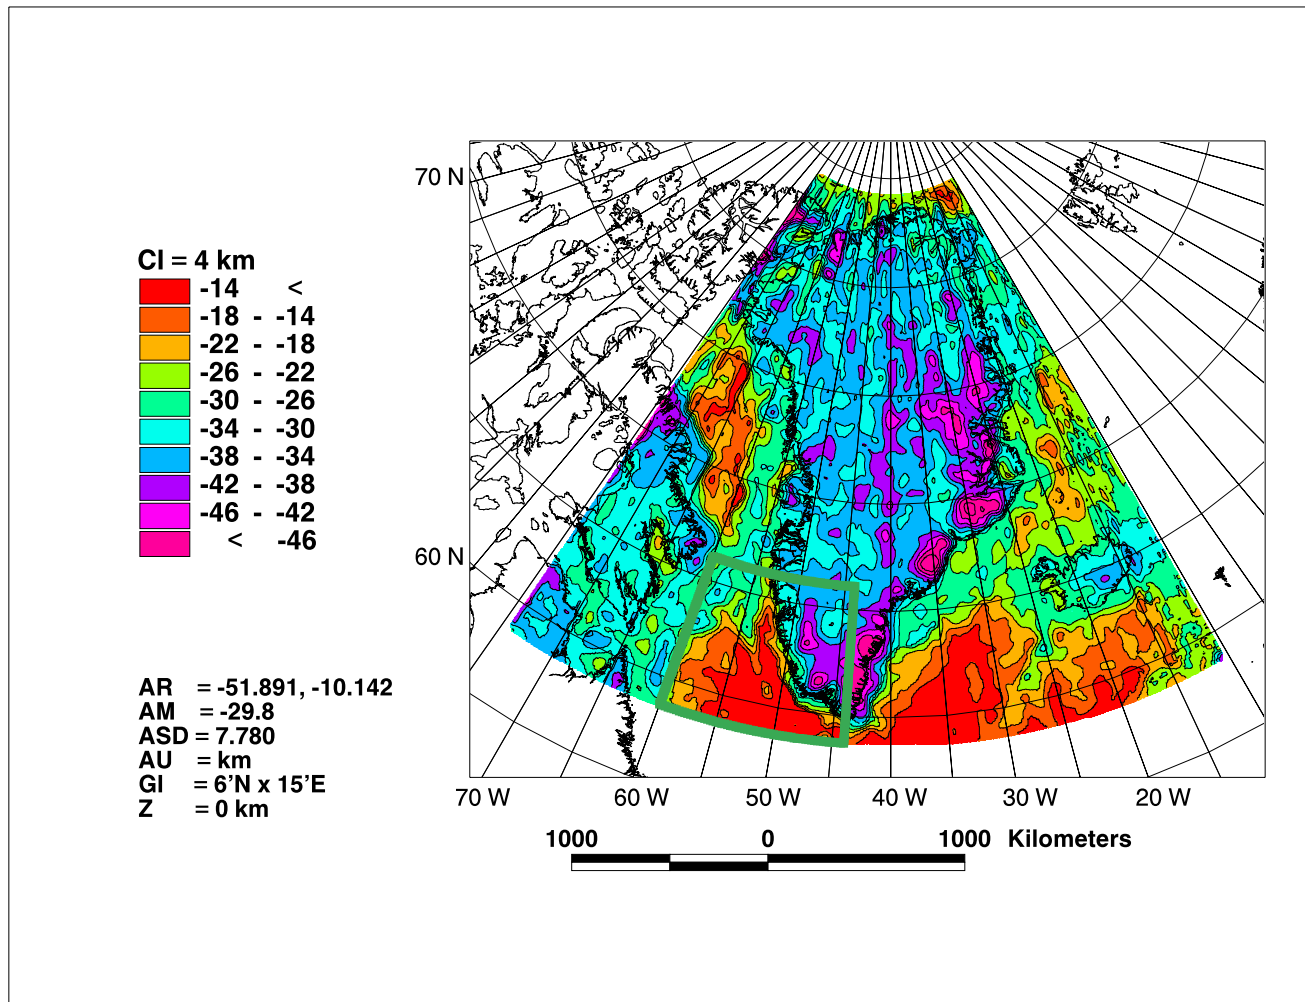 70 N
CI = 4 km
-14 <
-18 - -14
-22 - -18
-26 - -22
-30 - -26
-34 - -30
-38 - -34
-42 - -38
-46 - -42
< -46
60 N
AR = -51.891, -10.142
AM = -29.8
ASD = 7.780
AU = km
GI = 6'N x 15'E
Z = 0 km
70 W 60 W 50 W 40 W 30 W 20 W
1000 0 1000 Kilometers